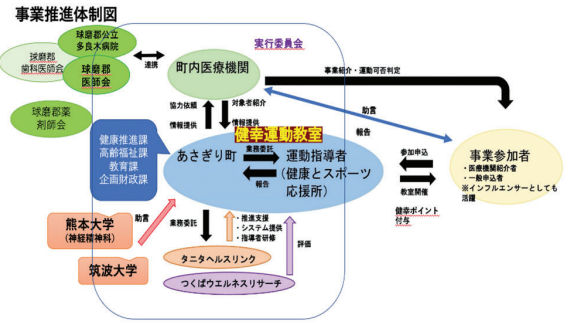 事業推進体制図
球磨郡公立
多良木病院
球磨郡
歯科医師会
球磨郡
医師会
球磨郡薬
剤師会
連携
町内医療機関
実行委員会
事業紹介・運動可否判定
協力依頼
情報提供
対象者紹介
情報提供
助言
報告
健康推進課
高齢福祉課
教育課
企画財政課
健幸運動教室
あさぎり町
業務委託
報告
運動指導者
(健康とスポーツ
応援所)
参加申込
教室開催
健幸ポイント
付与
事業参加者
・医療機関紹介者
・一般申込者
※インフルエンサーとしても
活躍
熊本大学
(神経精神科)
筑波大学
助言
業務委託
・推進支援
・システム提供
・指導者研修
評価
タニタヘルスリンク
つくばウエルネスリサーチ